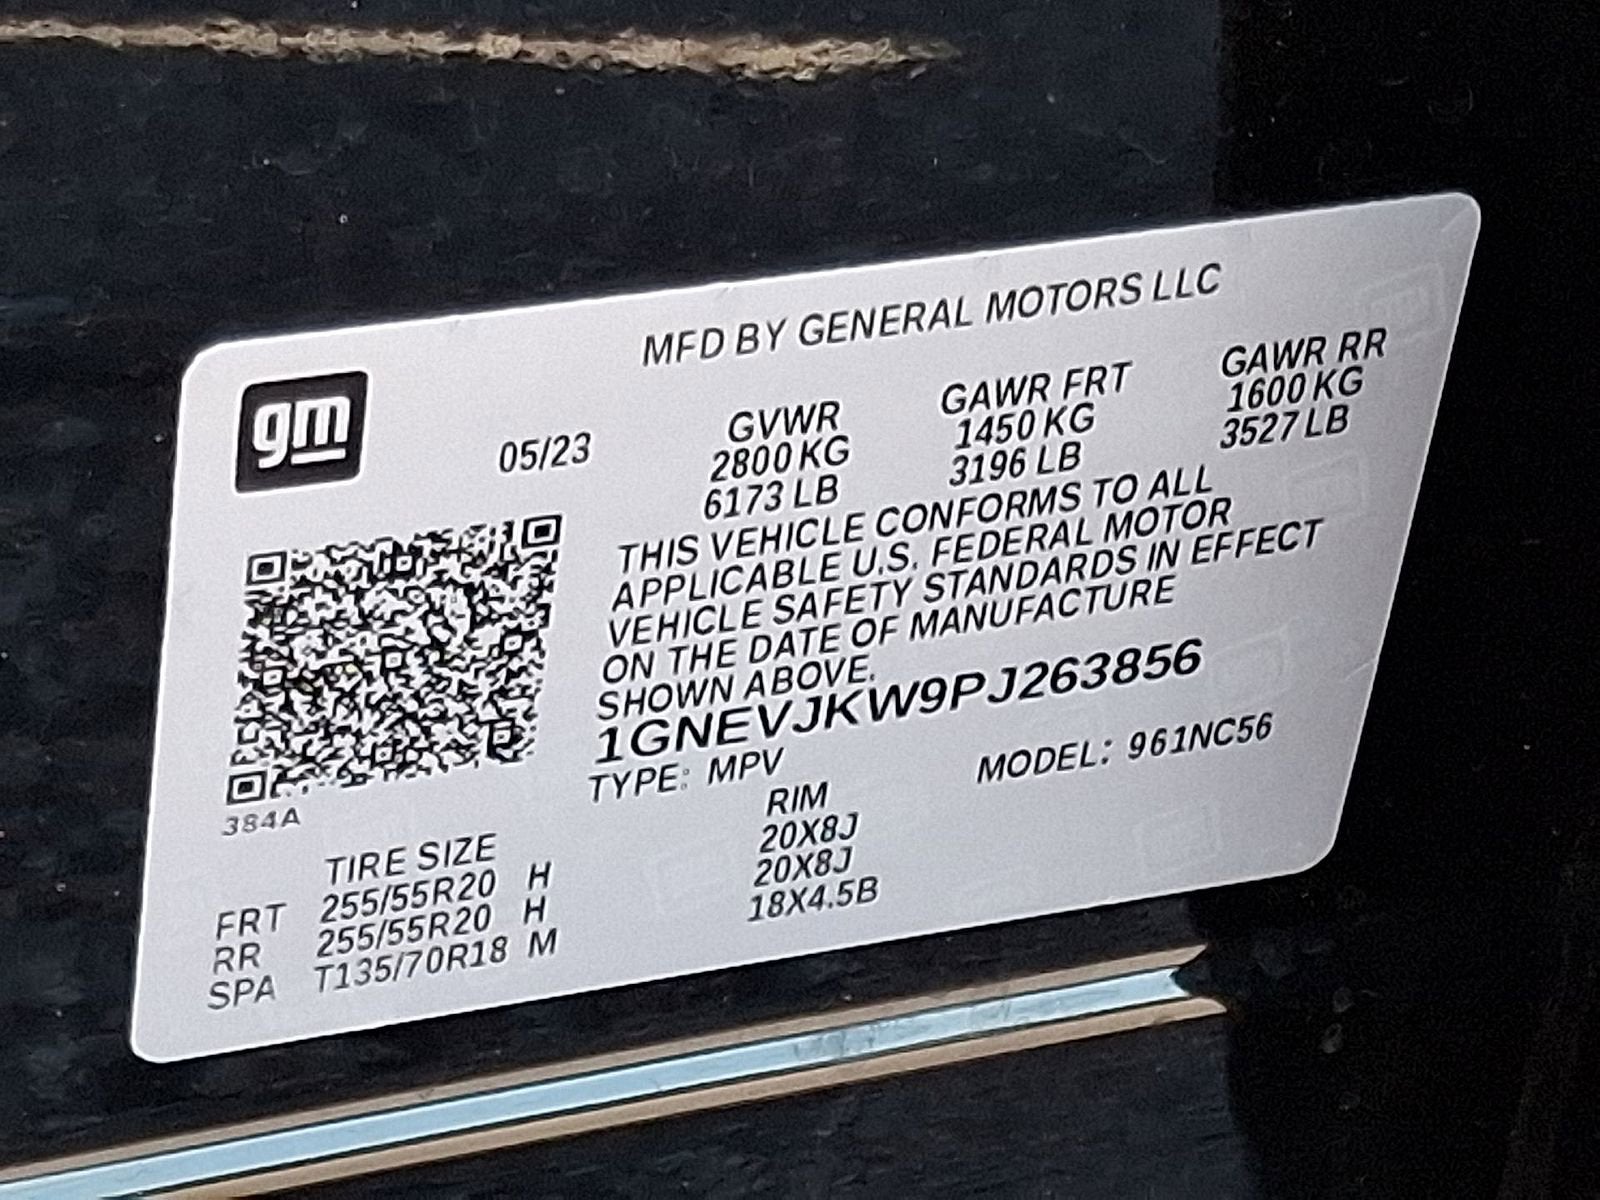 MFD BY GENERAL MOTORS LLC
gm
05/23
GVWR
2800 KG
6173 LB
GAWR FRT
1450 KG
3196 LB
GAWR RR
1600 KG
3527 LB
THIS VEHICLE CONFORMS TO ALL
APPLICABLE U.S. FEDERAL MOTOR
VEHICLE SAFETY STANDARDS IN EFFECT
ON THE DATE OF MANUFACTURE
SHOWN ABOVE.
1GNEVJKW9PJ263856
TYPE: MPV MODEL: 961NC56
384A
TIRE SIZE RIM
FRT 255/55R20 H 20X8J
RR 255/55R20 H 20X8J
SPA T135/70R18 M 18X4.5B